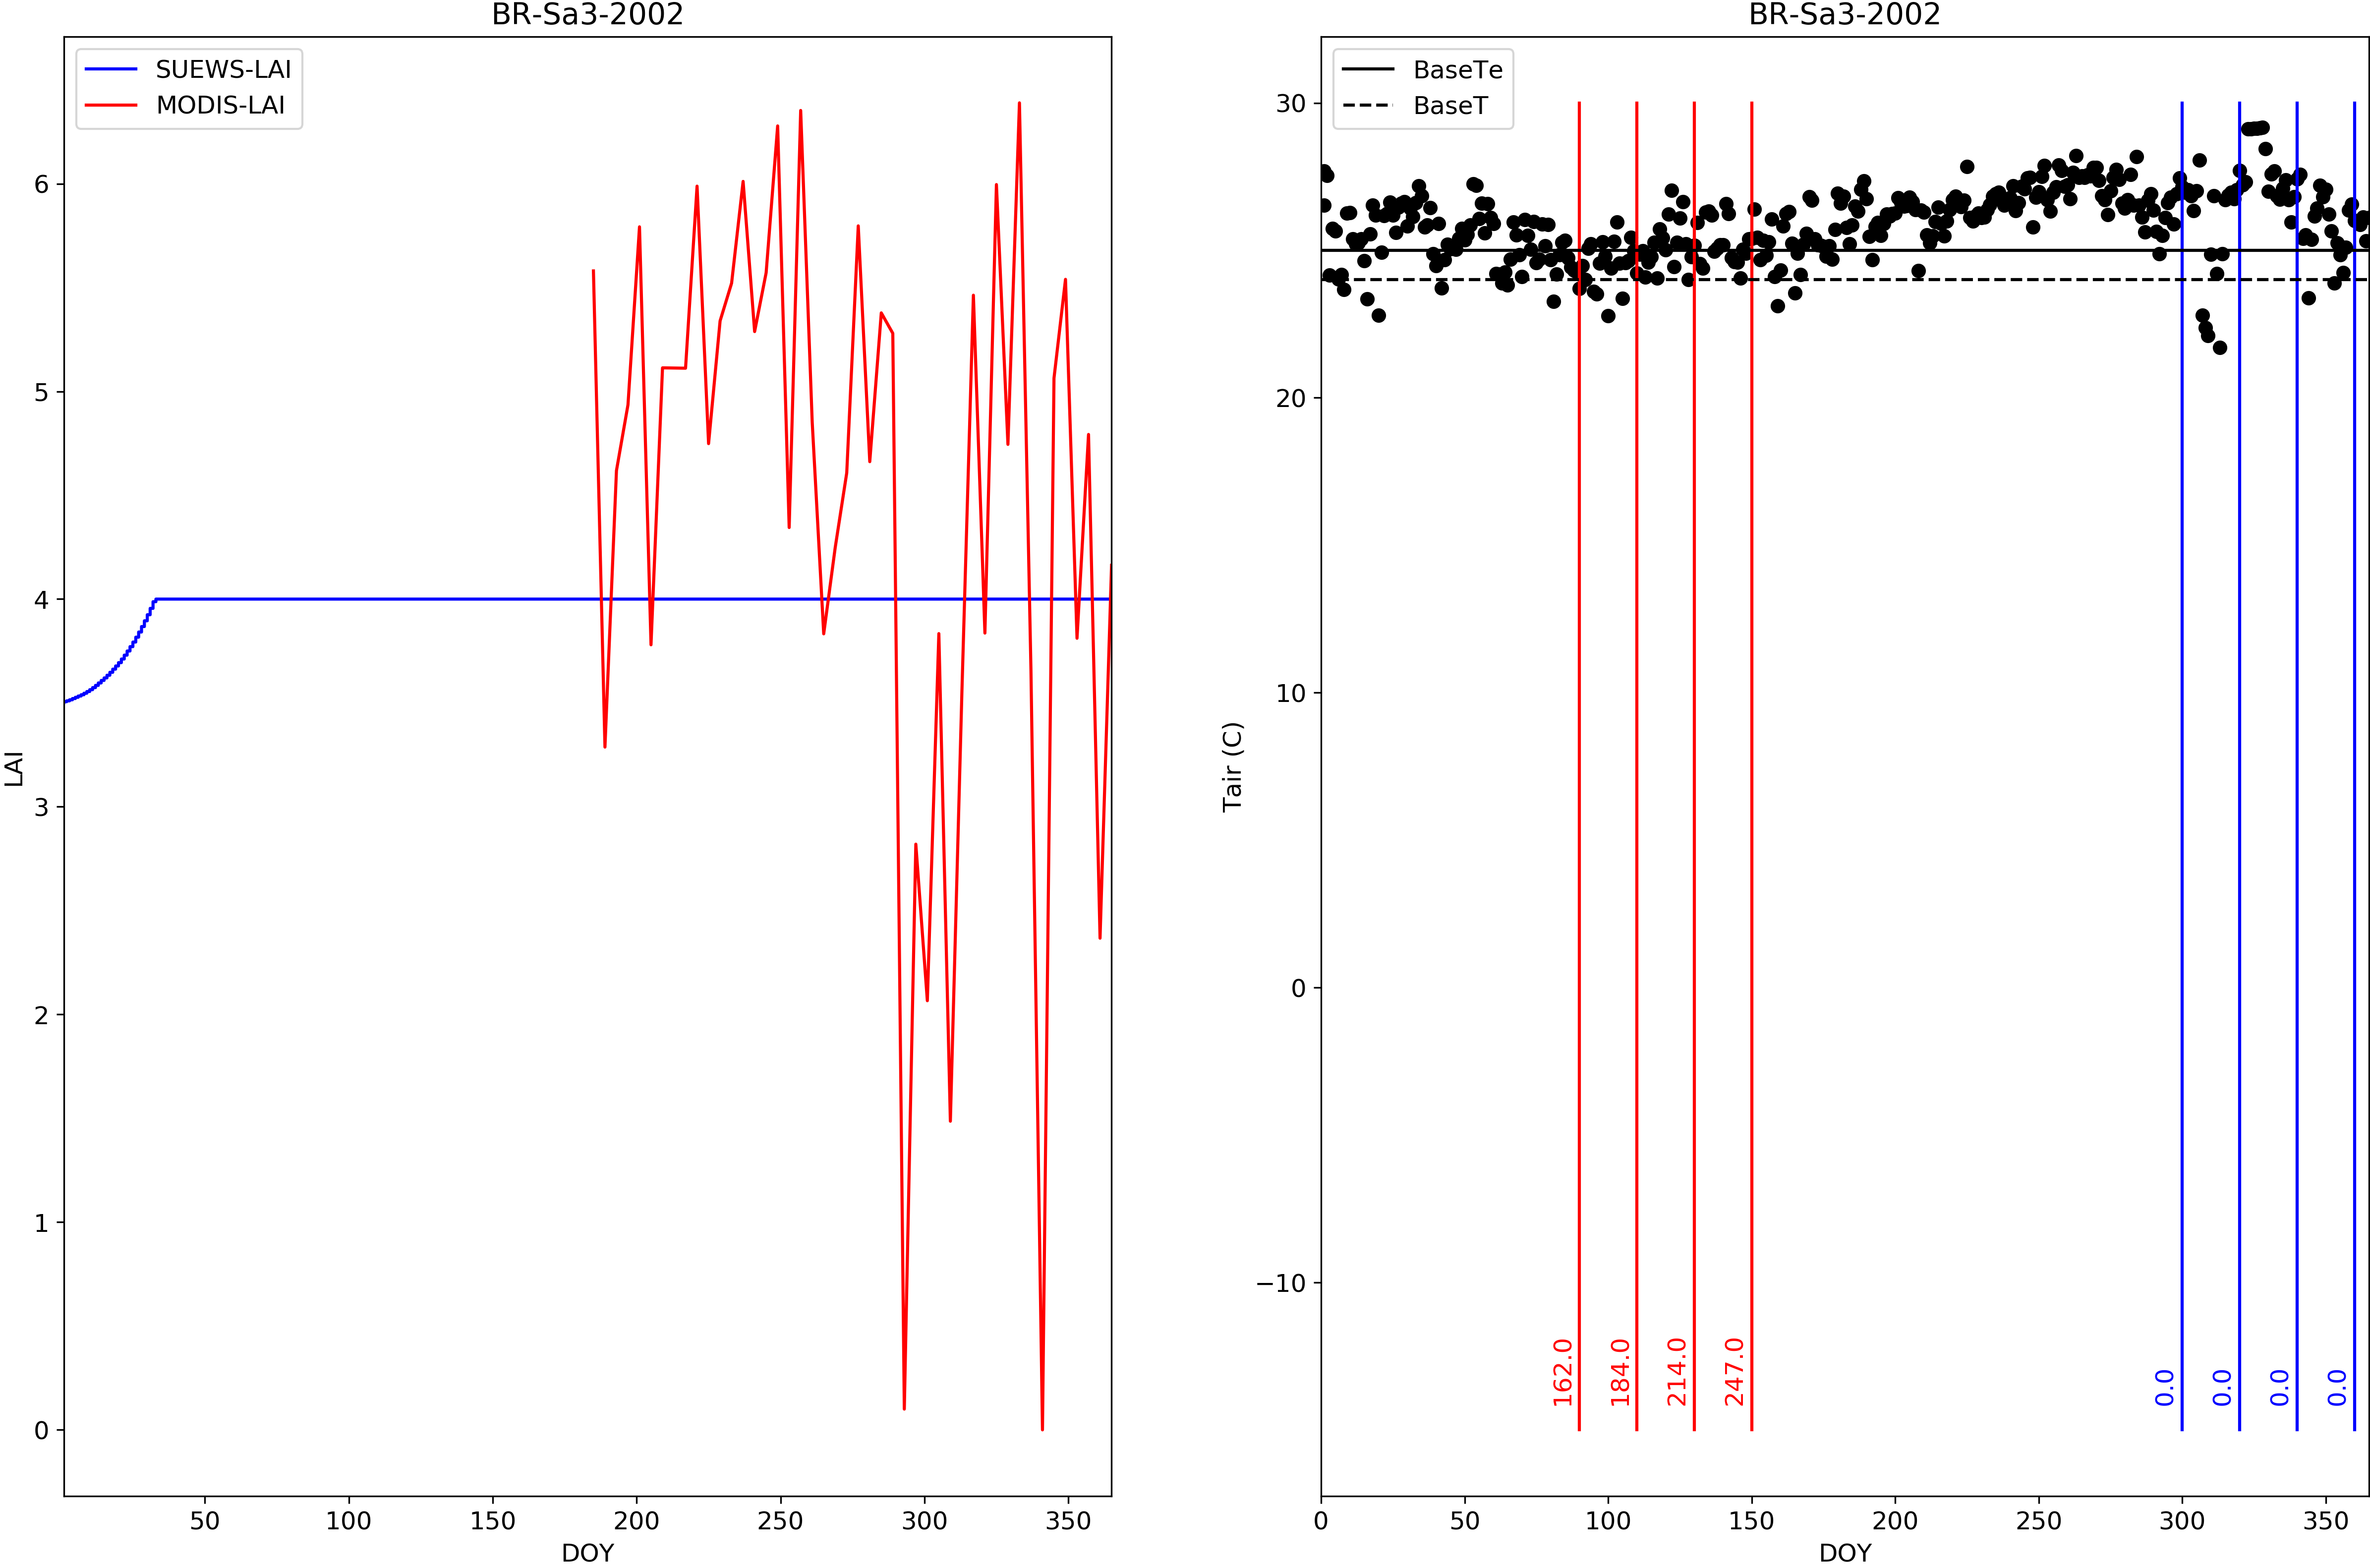 BR-Sa3-2002
SUEWS-LAI
MODIS-LAI
LAI
6
5
4
3
2
1
0
50 100 150 200 250 300 350
DOY
BR-Sa3-2002
BaseTe
BaseT
Tair (C)
30
20
10
0
−10
162.0
184.0
214.0
247.0
0.0
0.0
0.0
0.0
0 50 100 150 200 250 300 350
DOY